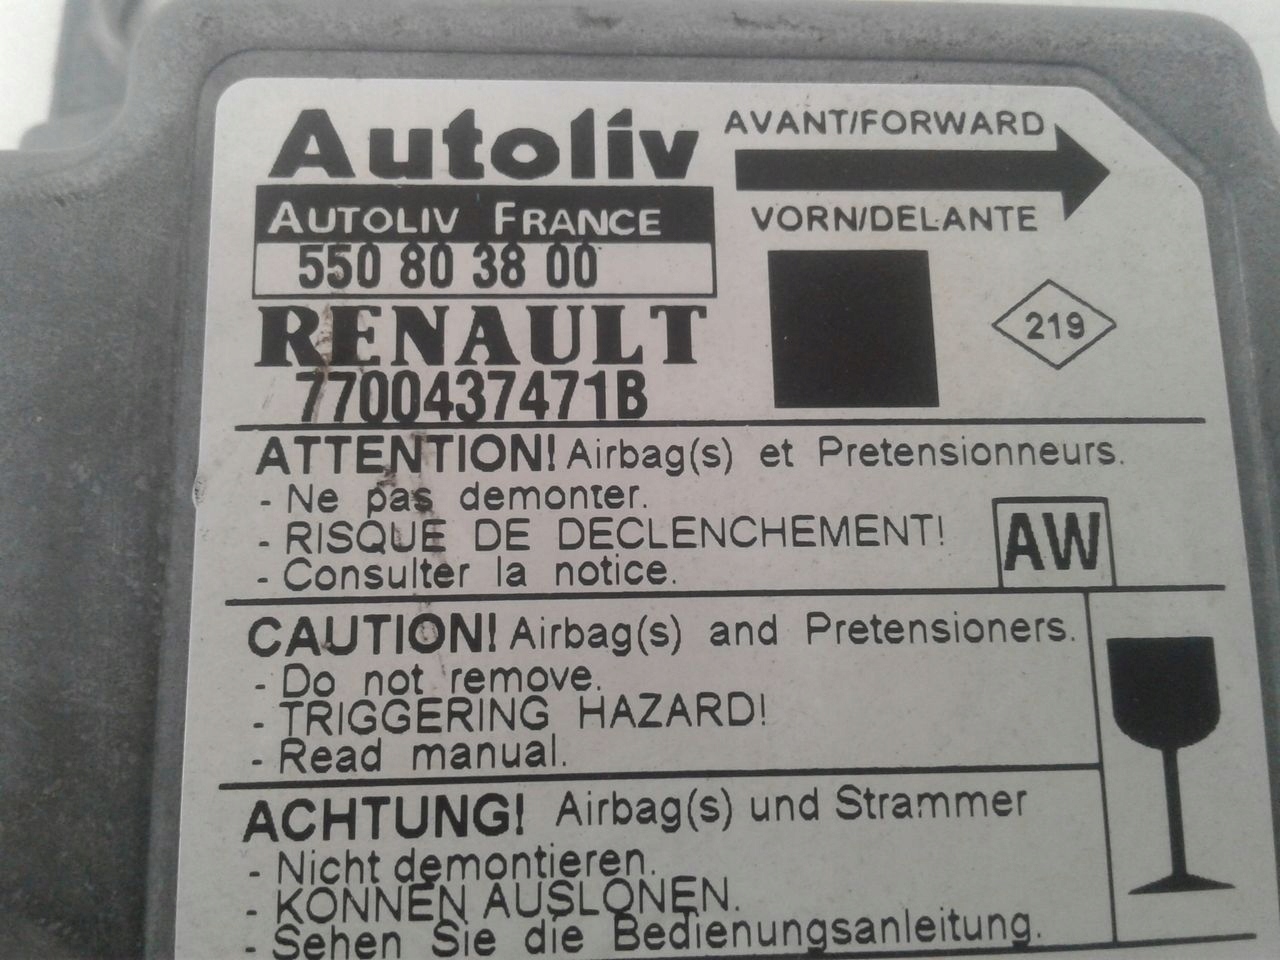 Autoliv
AUTOLIV FRANCE
550 80 38 00
RENAULT
7700437471B
AVANT/FORWARD
VORN/DELANTE
219
ATTENTION! Airbag(s) et Pretensionneurs.
- Ne pas demonter.
- RISQUE DE DECLENCHEMENT!
- Consulter la notice.
AW
CAUTION! Airbag(s) and Pretensioners.
- Do not remove.
- TRIGGERING HAZARD!
- Read manual.
ACHTUNG! Airbag(s) und Strammer
- Nicht demontieren.
- KONNEN AUSLONEN.
- Sehen Sie die Bedienungsanleitung.